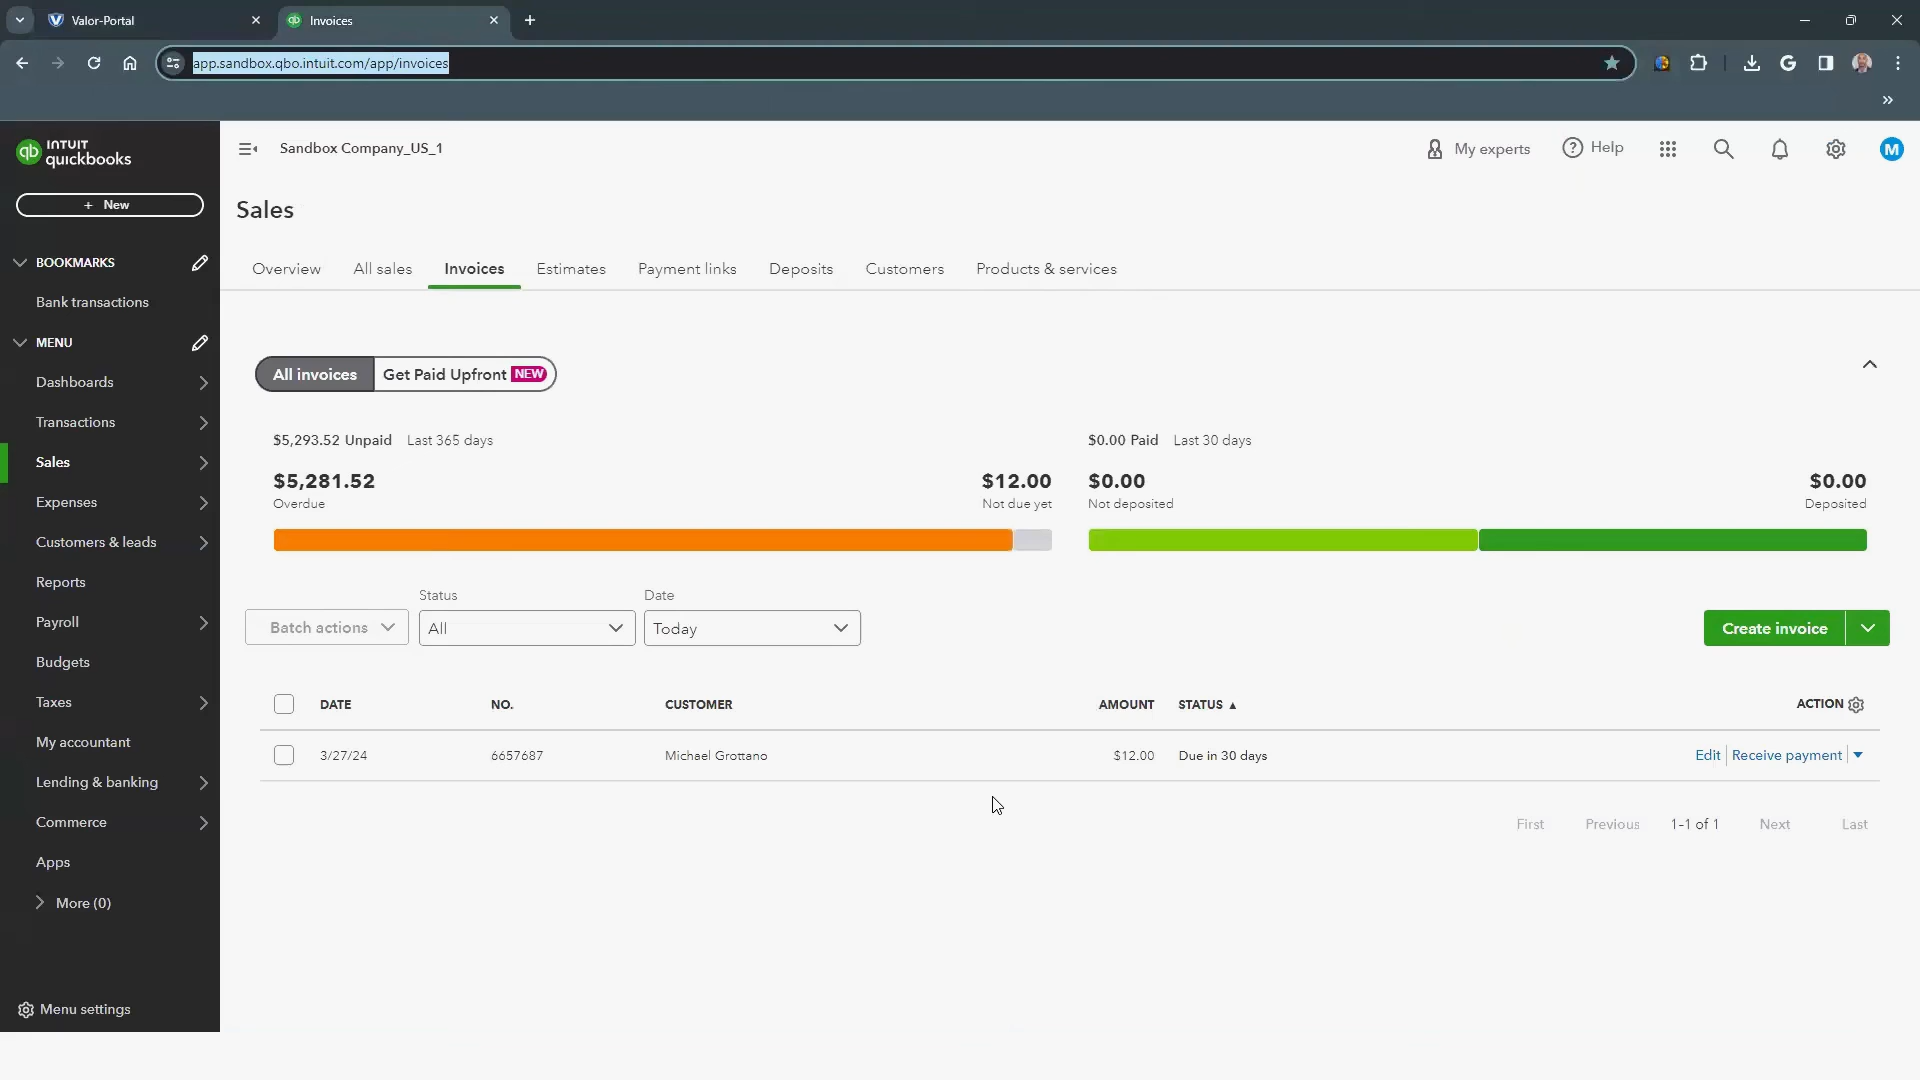 Valor-Portal
Invoices
app.sandbox.qbo.intuit.com/app/invoices
INTUIT
quickbooks
Sandbox Company_US_1
My experts
Help
M
+ New
Sales
BOOKMARKS
Bank transactions
MENU
Dashboards
Transactions
Sales
Expenses
Customers & leads
Reports
Payroll
Budgets
Taxes
My accountant
Lending & banking
Commerce
Apps
More (0)
Menu settings
Overview All sales Invoices Estimates Payment links Deposits Customers Products & services
All invoices Get Paid Upfront NEW
$5,293.52 Unpaid Last 365 days
$5,281.52 $12.00
Overdue Not due yet
$0.00 Paid Last 30 days
$0.00 $0.00
Not deposited Deposited
Status Date
Batch actions All Today Create invoice
DATE NO. CUSTOMER AMOUNT STATUS ▲ ACTION
3/27/24 6657687 Michael Grottano $12.00 Due in 30 days Edit Receive payment
First Previous 1-1 of 1 Next Last